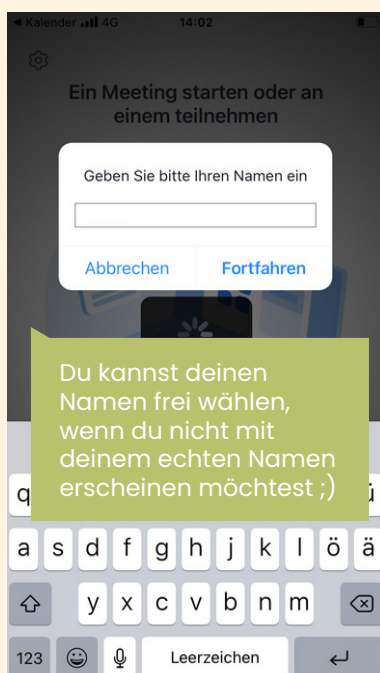 ◀ Kalender 4G 14:02
Ein Meeting starten oder an
einem teilnehmen
Geben Sie bitte Ihren Namen ein
Abbrechen Fortfahren
Du kannst deinen
Namen frei wählen,
wenn du nicht mit
deinem echten Namen
erscheinen möchtest ;)
q ü
a s d f g h j k l ö ä
y x c v b n m
123 Leerzeichen